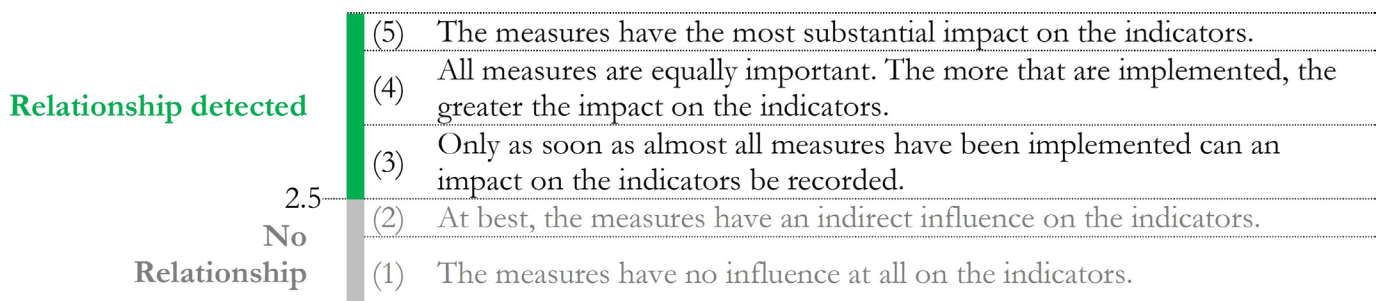 (5) The measures have the most substantial impact on the indicators.
Relationship detected
(4) All measures are equally important. The more that are implemented, the
greater the impact on the indicators.
(3) Only as soon as almost all measures have been implemented can an
impact on the indicators be recorded.
2.5
(2) At best, the measures have an indirect influence on the indicators.
No
Relationship
(1) The measures have no influence at all on the indicators.